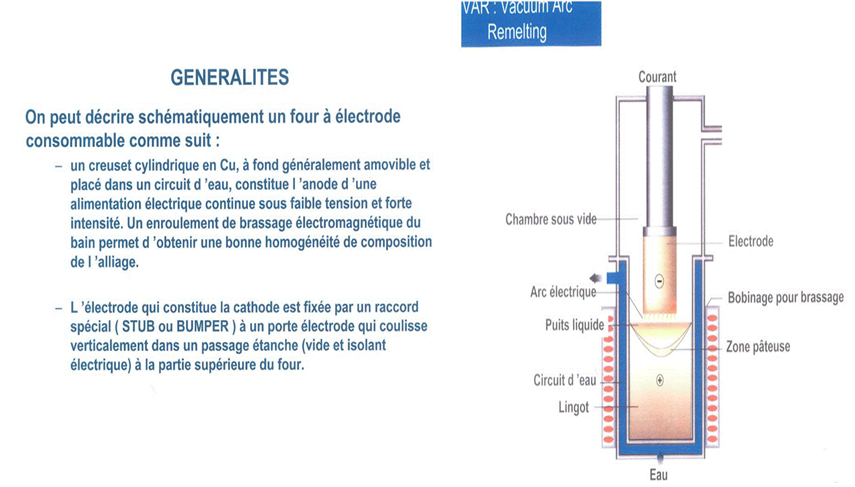 VAR : Vacuum Arc
Remelting
GENERALITES
On peut décrire schématiquement un four à électrode
consommable comme suit :
– un creuset cylindrique en Cu, à fond généralement amovible et
placé dans un circuit d 'eau, constitue l 'anode d 'une
alimentation électrique continue sous faible tension et forte
intensité. Un enroulement de brassage électromagnétique du
bain permet d 'obtenir une bonne homogénéité de composition
de l 'alliage.
– L 'électrode qui constitue la cathode est fixée par un raccord
spécial ( STUB ou BUMPER ) à un porte électrode qui coulisse
verticalement dans un passage étanche (vide et isolant
électrique) à la partie supérieure du four.
Courant
Chambre sous vide
Electrode
Arc électrique
Bobinage pour brassage
Puits liquide
Zone pâteuse
Circuit d 'eau
Lingot
Eau